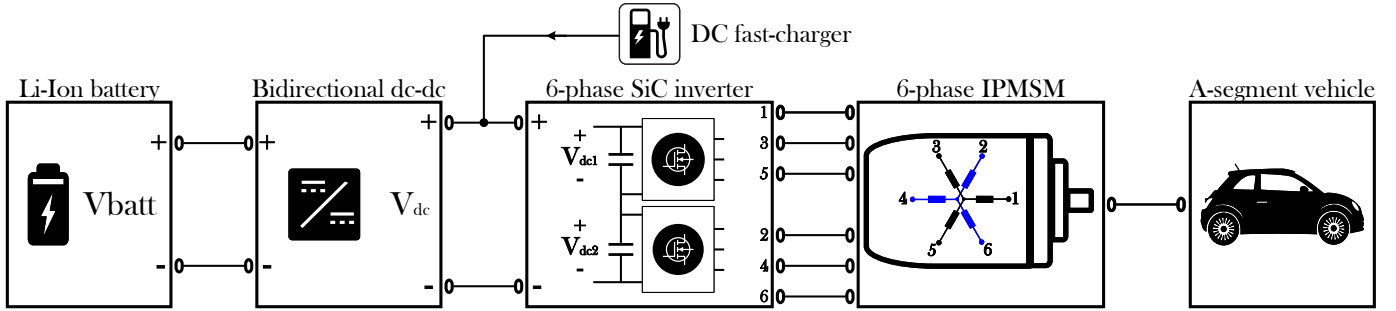 DC fast-charger
Li-Ion battery
Bidirectional dc-dc
6-phase SiC inverter
6-phase IPMSM
A-segment vehicle
+
-
Vbatt
+
-
Vdc
+
-
+
-
+
Vdc1
-
+
Vdc2
-
1
3
5
2
4
6
3
2
4
1
5
6